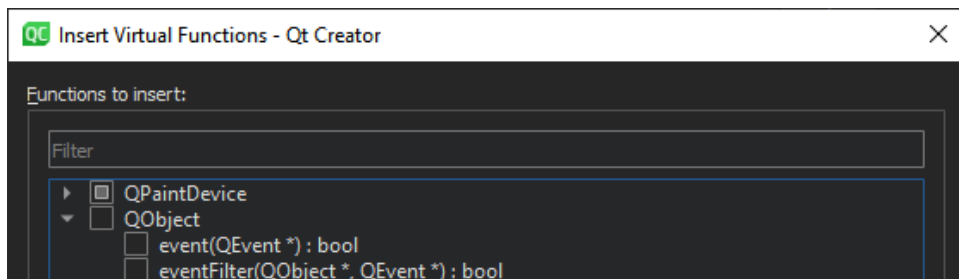 QC Insert Virtual Functions - Qt Creator
Functions to insert:
Filter
QPaintDevice
QObject
event(QEvent *) : bool
eventFilter(QObject *, QEvent *) : bool